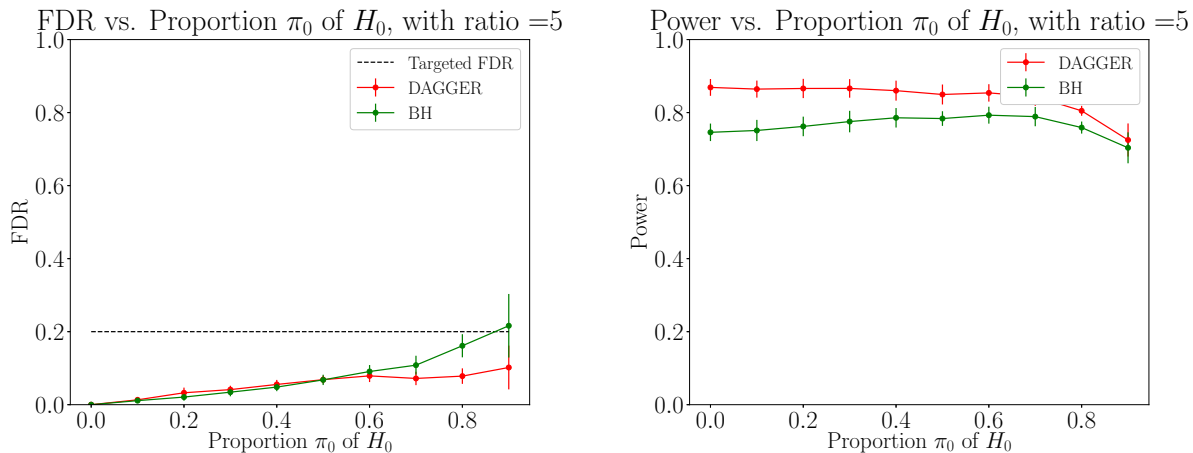 FDR vs. Proportion π₀ of H₀, with ratio =5
1.0
0.8
0.6
0.4
0.2
0.0
FDR
Targeted FDR
DAGGER
BH
0.0 0.2 0.4 0.6 0.8
Proportion π₀ of H₀
Power vs. Proportion π₀ of H₀, with ratio =5
1.0
0.8
0.6
0.4
0.2
0.0
Power
DAGGER
BH
0.0 0.2 0.4 0.6 0.8
Proportion π₀ of H₀